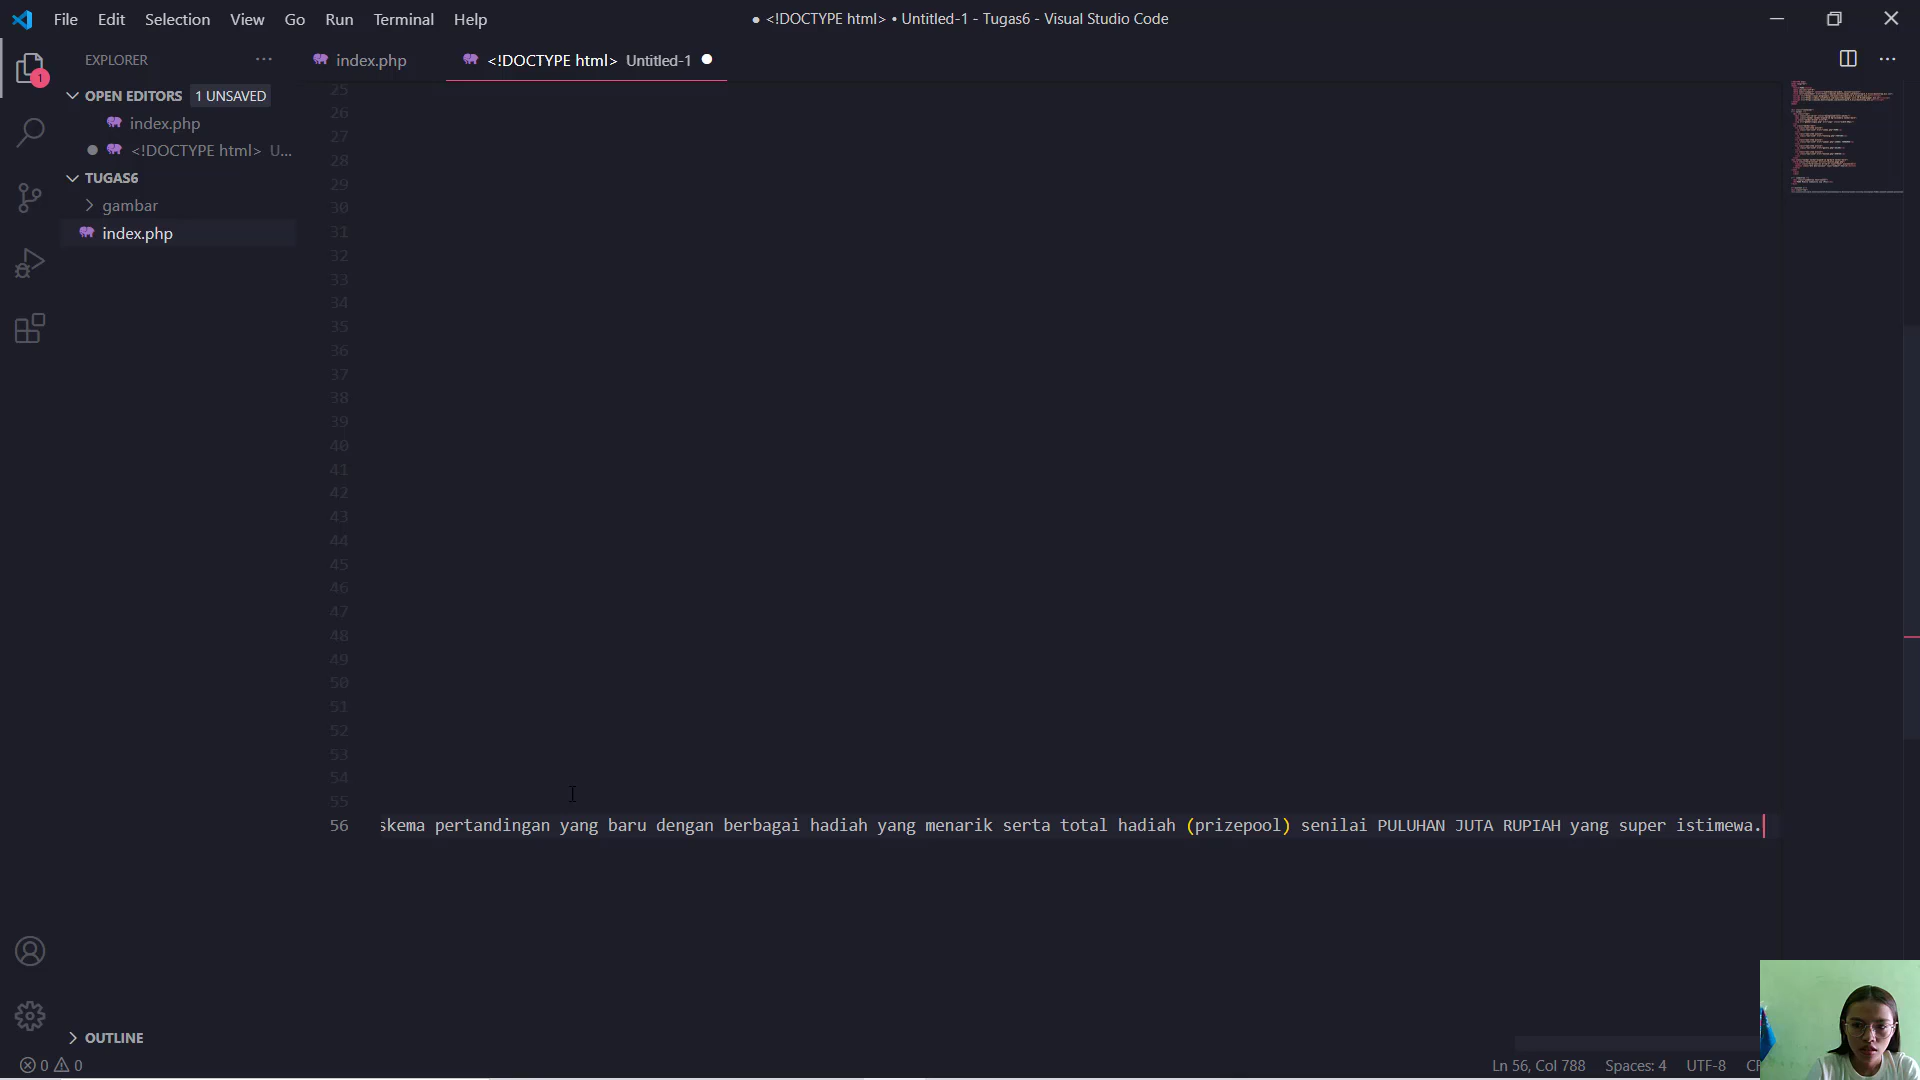 File Edit Selection View Go Run Terminal Help
● <!DOCTYPE html> • Untitled-1 - Tugas6 - Visual Studio Code
EXPLORER
index.php
<!DOCTYPE html> Untitled-1
1
OPEN EDITORS 1 UNSAVED
index.php
<!DOCTYPE html> U...
TUGAS6
gambar
index.php
25
26
27
28
29
30
31
32
33
34
35
36
37
38
39
40
41
42
43
44
45
46
47
48
49
50
51
52
53
54
55
56 skema pertandingan yang baru dengan berbagai hadiah yang menarik serta total hadiah (prizepool) senilai PULUHAN JUTA RUPIAH yang super istimewa.
OUTLINE
0 0
Ln 56, Col 788 Spaces: 4 UTF-8